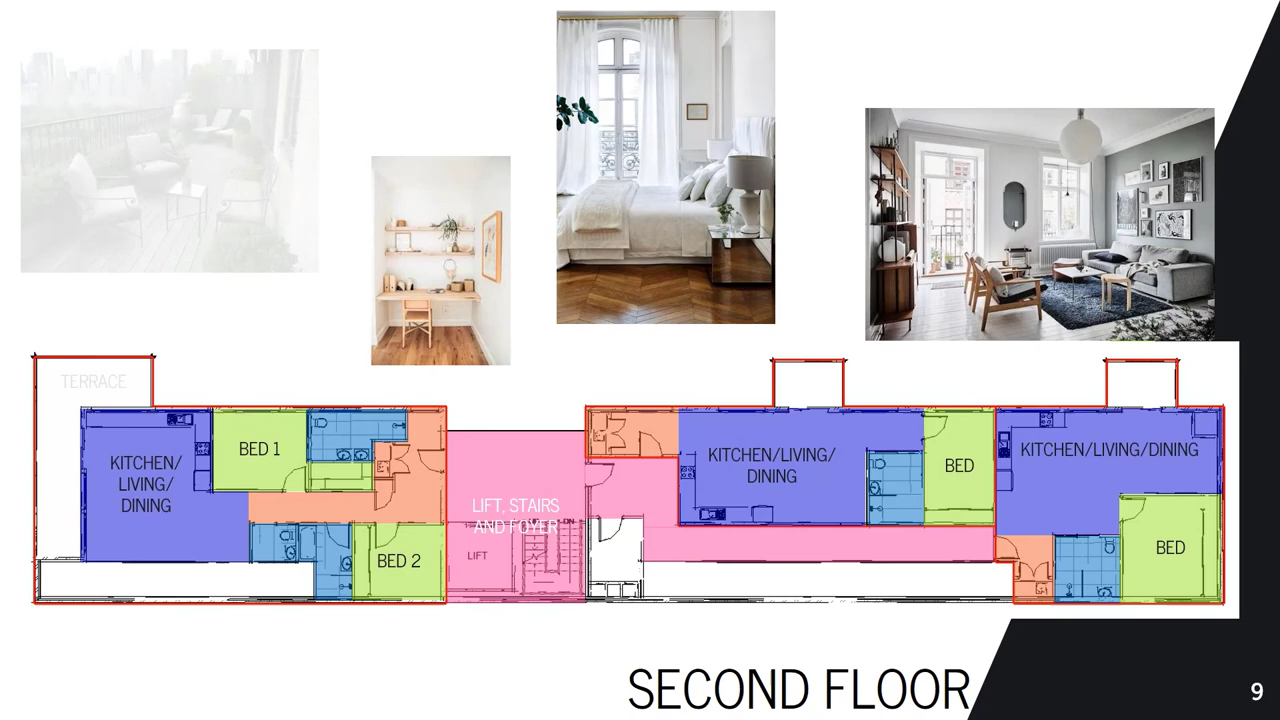 TERRACE
KITCHEN/
LIVING/
DINING
BED 1
BED 2
LIFT, STAIRS
AND FOYER
DN
LIFT
KITCHEN/LIVING/
DINING
BED
KITCHEN/LIVING/DINING
BED
SECOND FLOOR
9